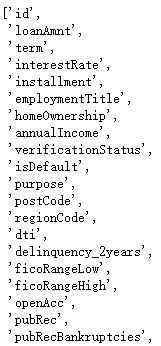 ['id',
'loanAmnt',
'term',
'interestRate',
'installment',
'employmentTitle',
'homeOwnership',
'annualIncome',
'verificationStatus',
'isDefault',
'purpose',
'postCode',
'regionCode',
'dti',
'delinquency_2years',
'ficoRangeLow',
'ficoRangeHigh',
'openAcc',
'pubRec',
'pubRecBankruptcies',